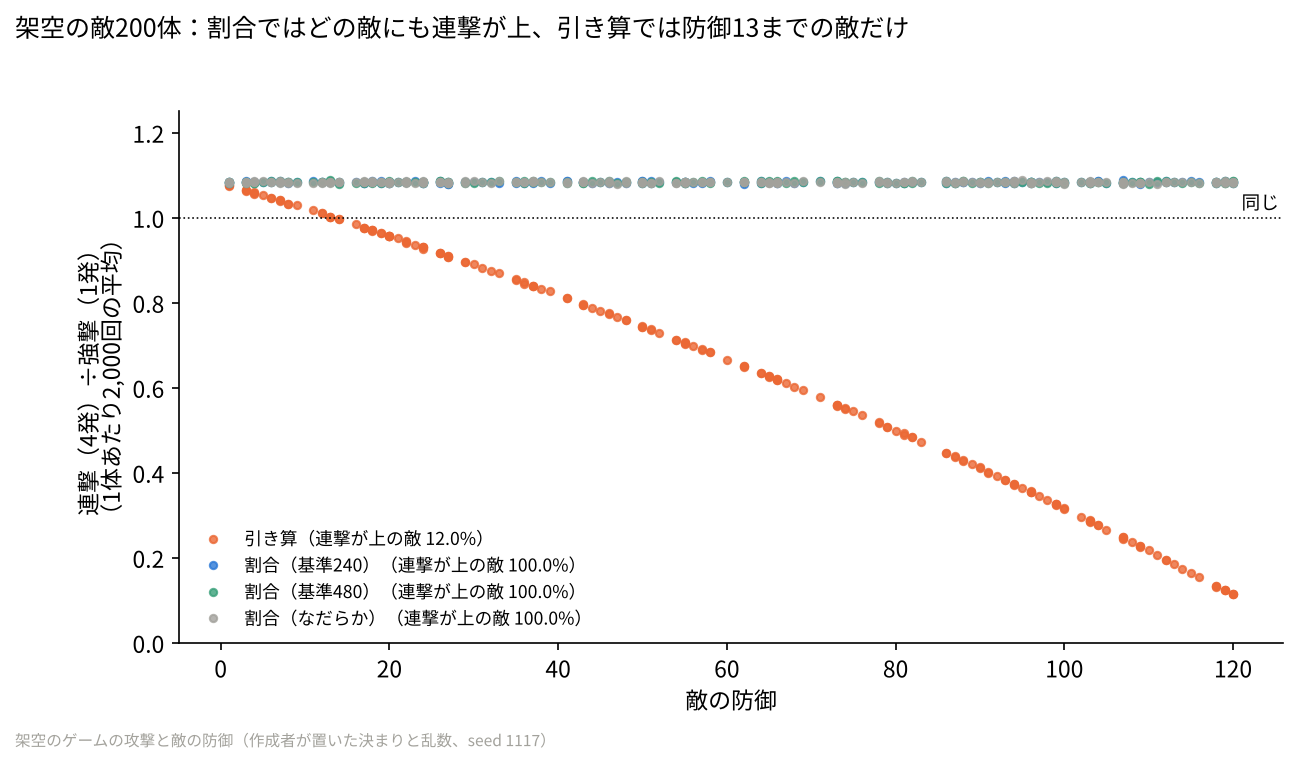 架空の敵200体：割合ではどの敵にも連撃が上、引き算では防御13までの敵だけ
連撃（4発）÷強撃（1発）
（1体あたり2,000回の平均）
1.2
1.0
0.8
0.6
0.4
0.2
0.0
同じ
引き算（連撃が上の敵 12.0%）
割合（基準240）（連撃が上の敵 100.0%）
割合（基準480）（連撃が上の敵 100.0%）
割合（なだらか）（連撃が上の敵 100.0%）
0 20 40 60 80 100 120
敵の防御
架空のゲームの攻撃と敵の防御（作成者が置いた決まりと乱数、seed 1117）